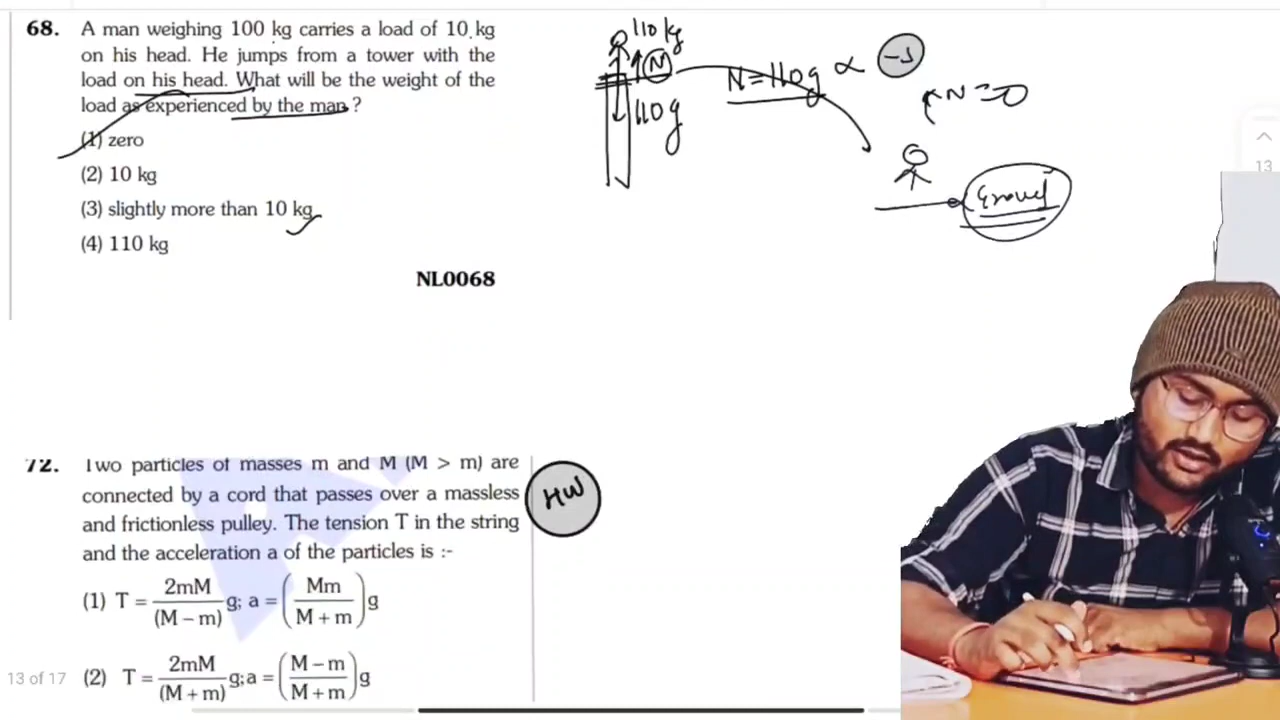 68. A man weighing 100 kg carries a load of 10 kg
on his head. He jumps from a tower with the
load on his head. What will be the weight of the
load as experienced by the man ?
(1) zero
(2) 10 kg
(3) slightly more than 10 kg
(4) 110 kg
NL0068
110 kg
N
110g
N=110g
N=0
Ground
13
72. Two particles of masses m and M (M > m) are
connected by a cord that passes over a massless
and frictionless pulley. The tension T in the string
and the acceleration a of the particles is :-
HW
(1) T = 2mM/(M – m) g; a = (Mm/M + m) g
(2) T = 2mM/(M + m) g; a = (M – m/M + m) g
13 of 17